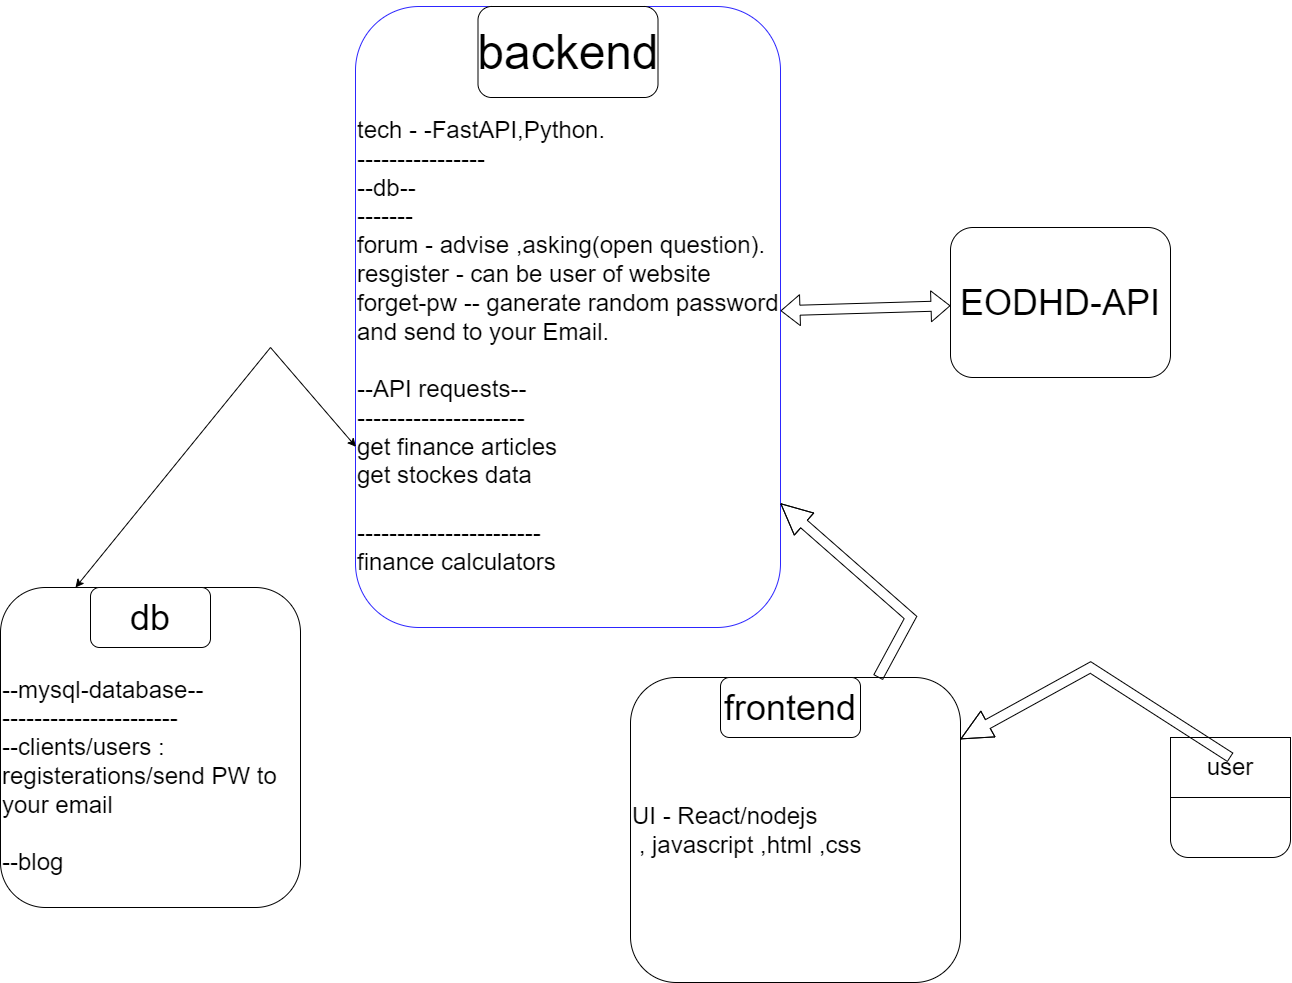 backend
tech - -FastAPI,Python.
----------------
--db--
-------
forum - advise ,asking(open question).
resgister - can be user of website
forget-pw -- ganerate random password
and send to your Email.
--API requests--
---------------------
get finance articles
get stockes data
-----------------------
finance calculators
EODHD-API
db
--mysql-database--
----------------------
--clients/users :
registerations/send PW to
your email
--blog
frontend
UI - React/nodejs
, javascript ,html ,css
user